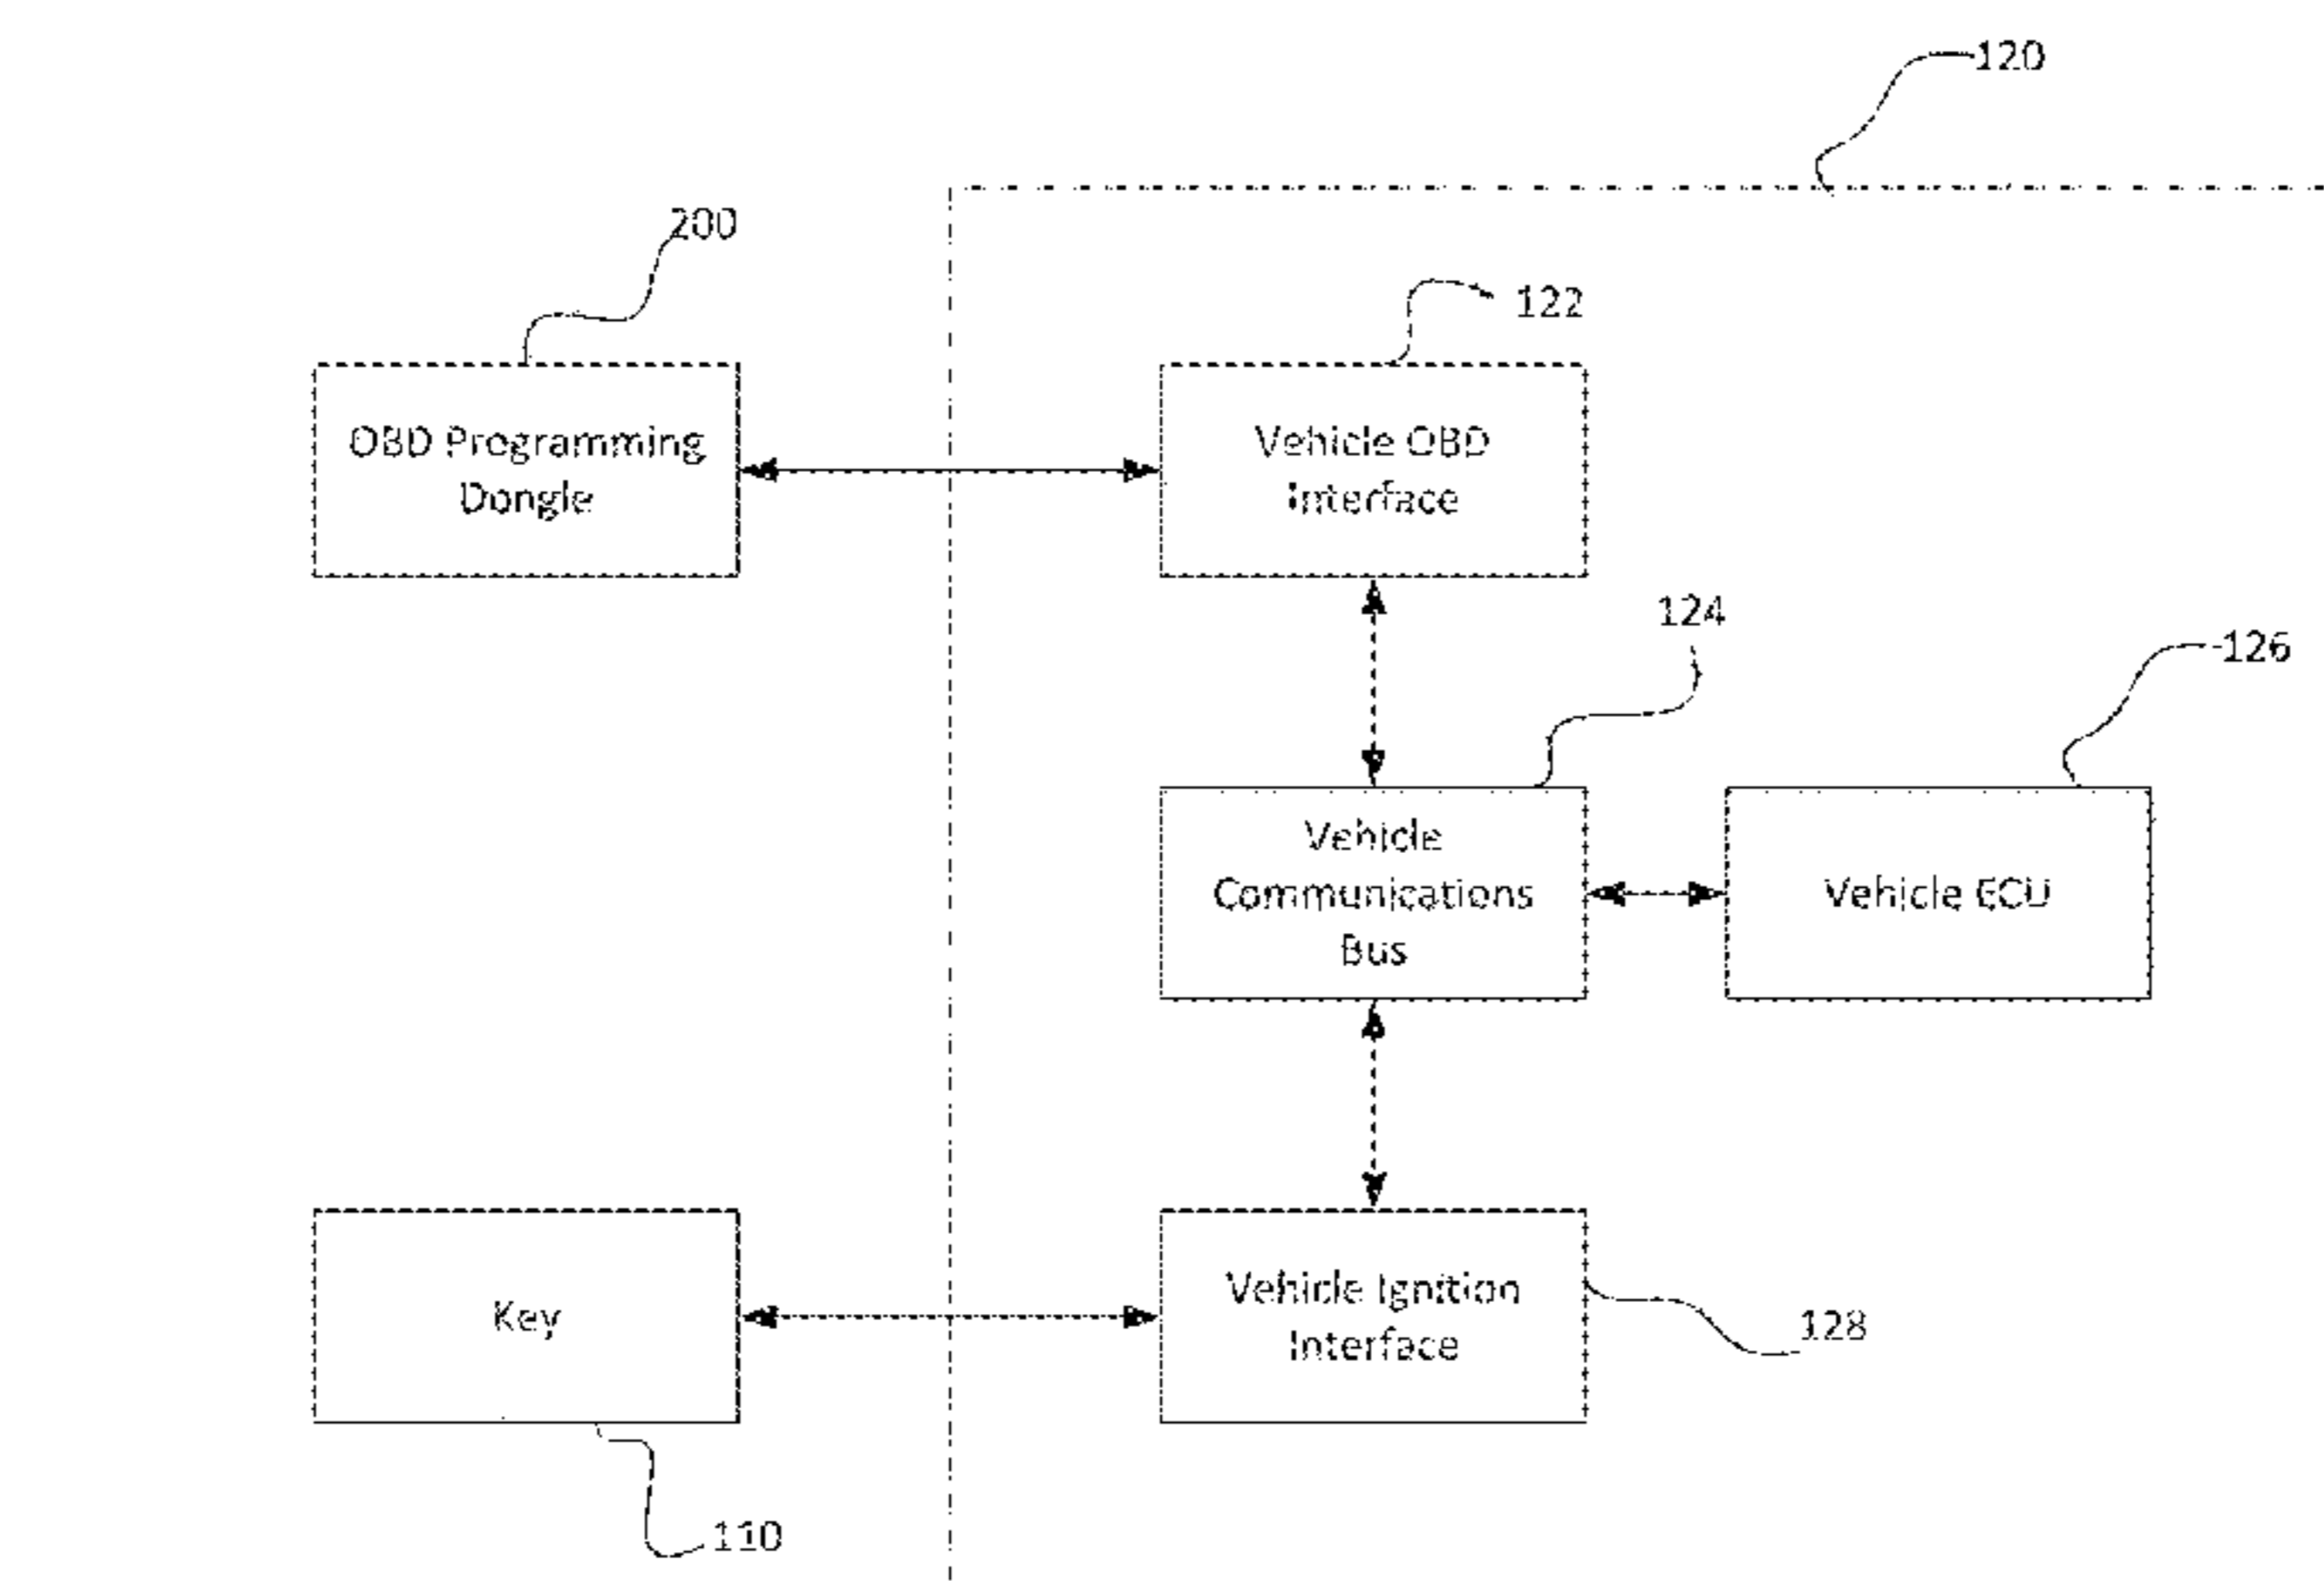 120
200
122
OBD Programming
Dongle
Vehicle OBD
Interface
124
126
Vehicle
Communications
Bus
Vehicle ECU
Key
Vehicle Ignition
Interface
128
110